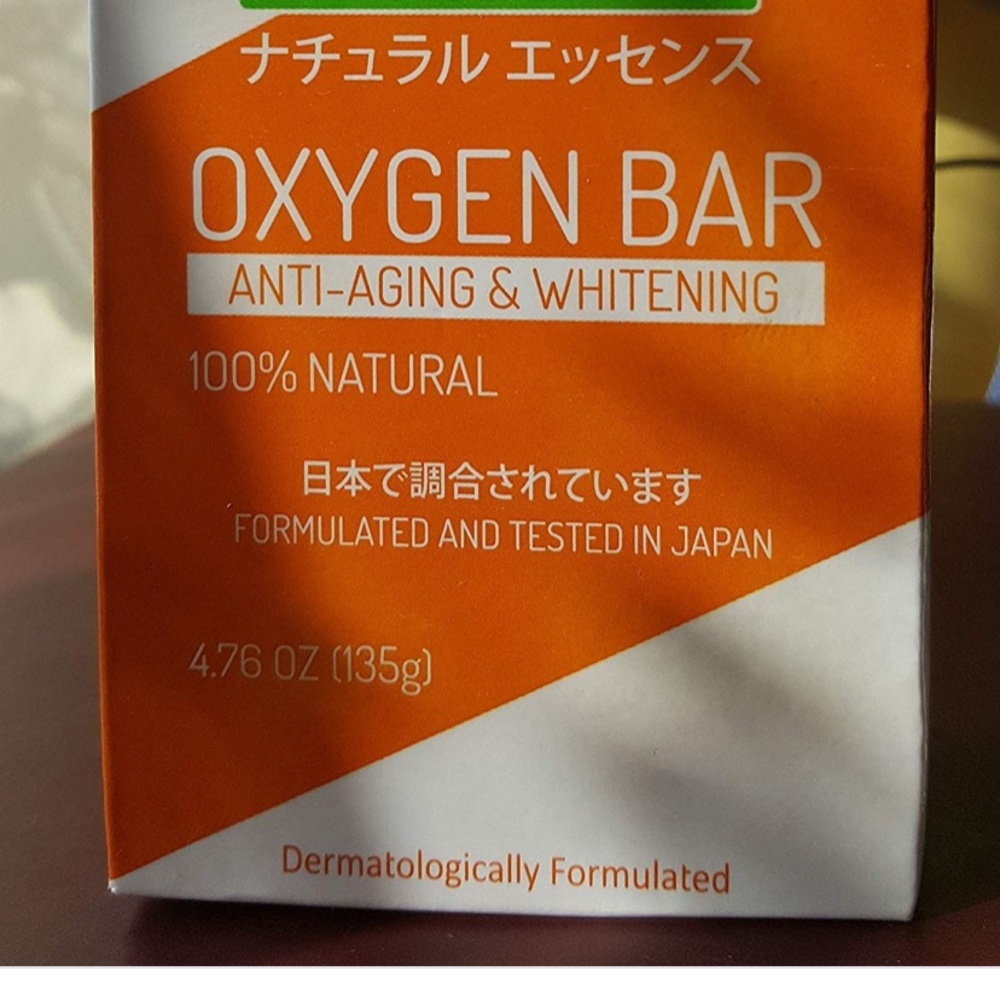 ナチュラル エッセンス
OXYGEN BAR
ANTI-AGING & WHITENING
100% NATURAL
日本で調合されています
FORMULATED AND TESTED IN JAPAN
4.76 OZ (135g)
Dermatologically Formulated